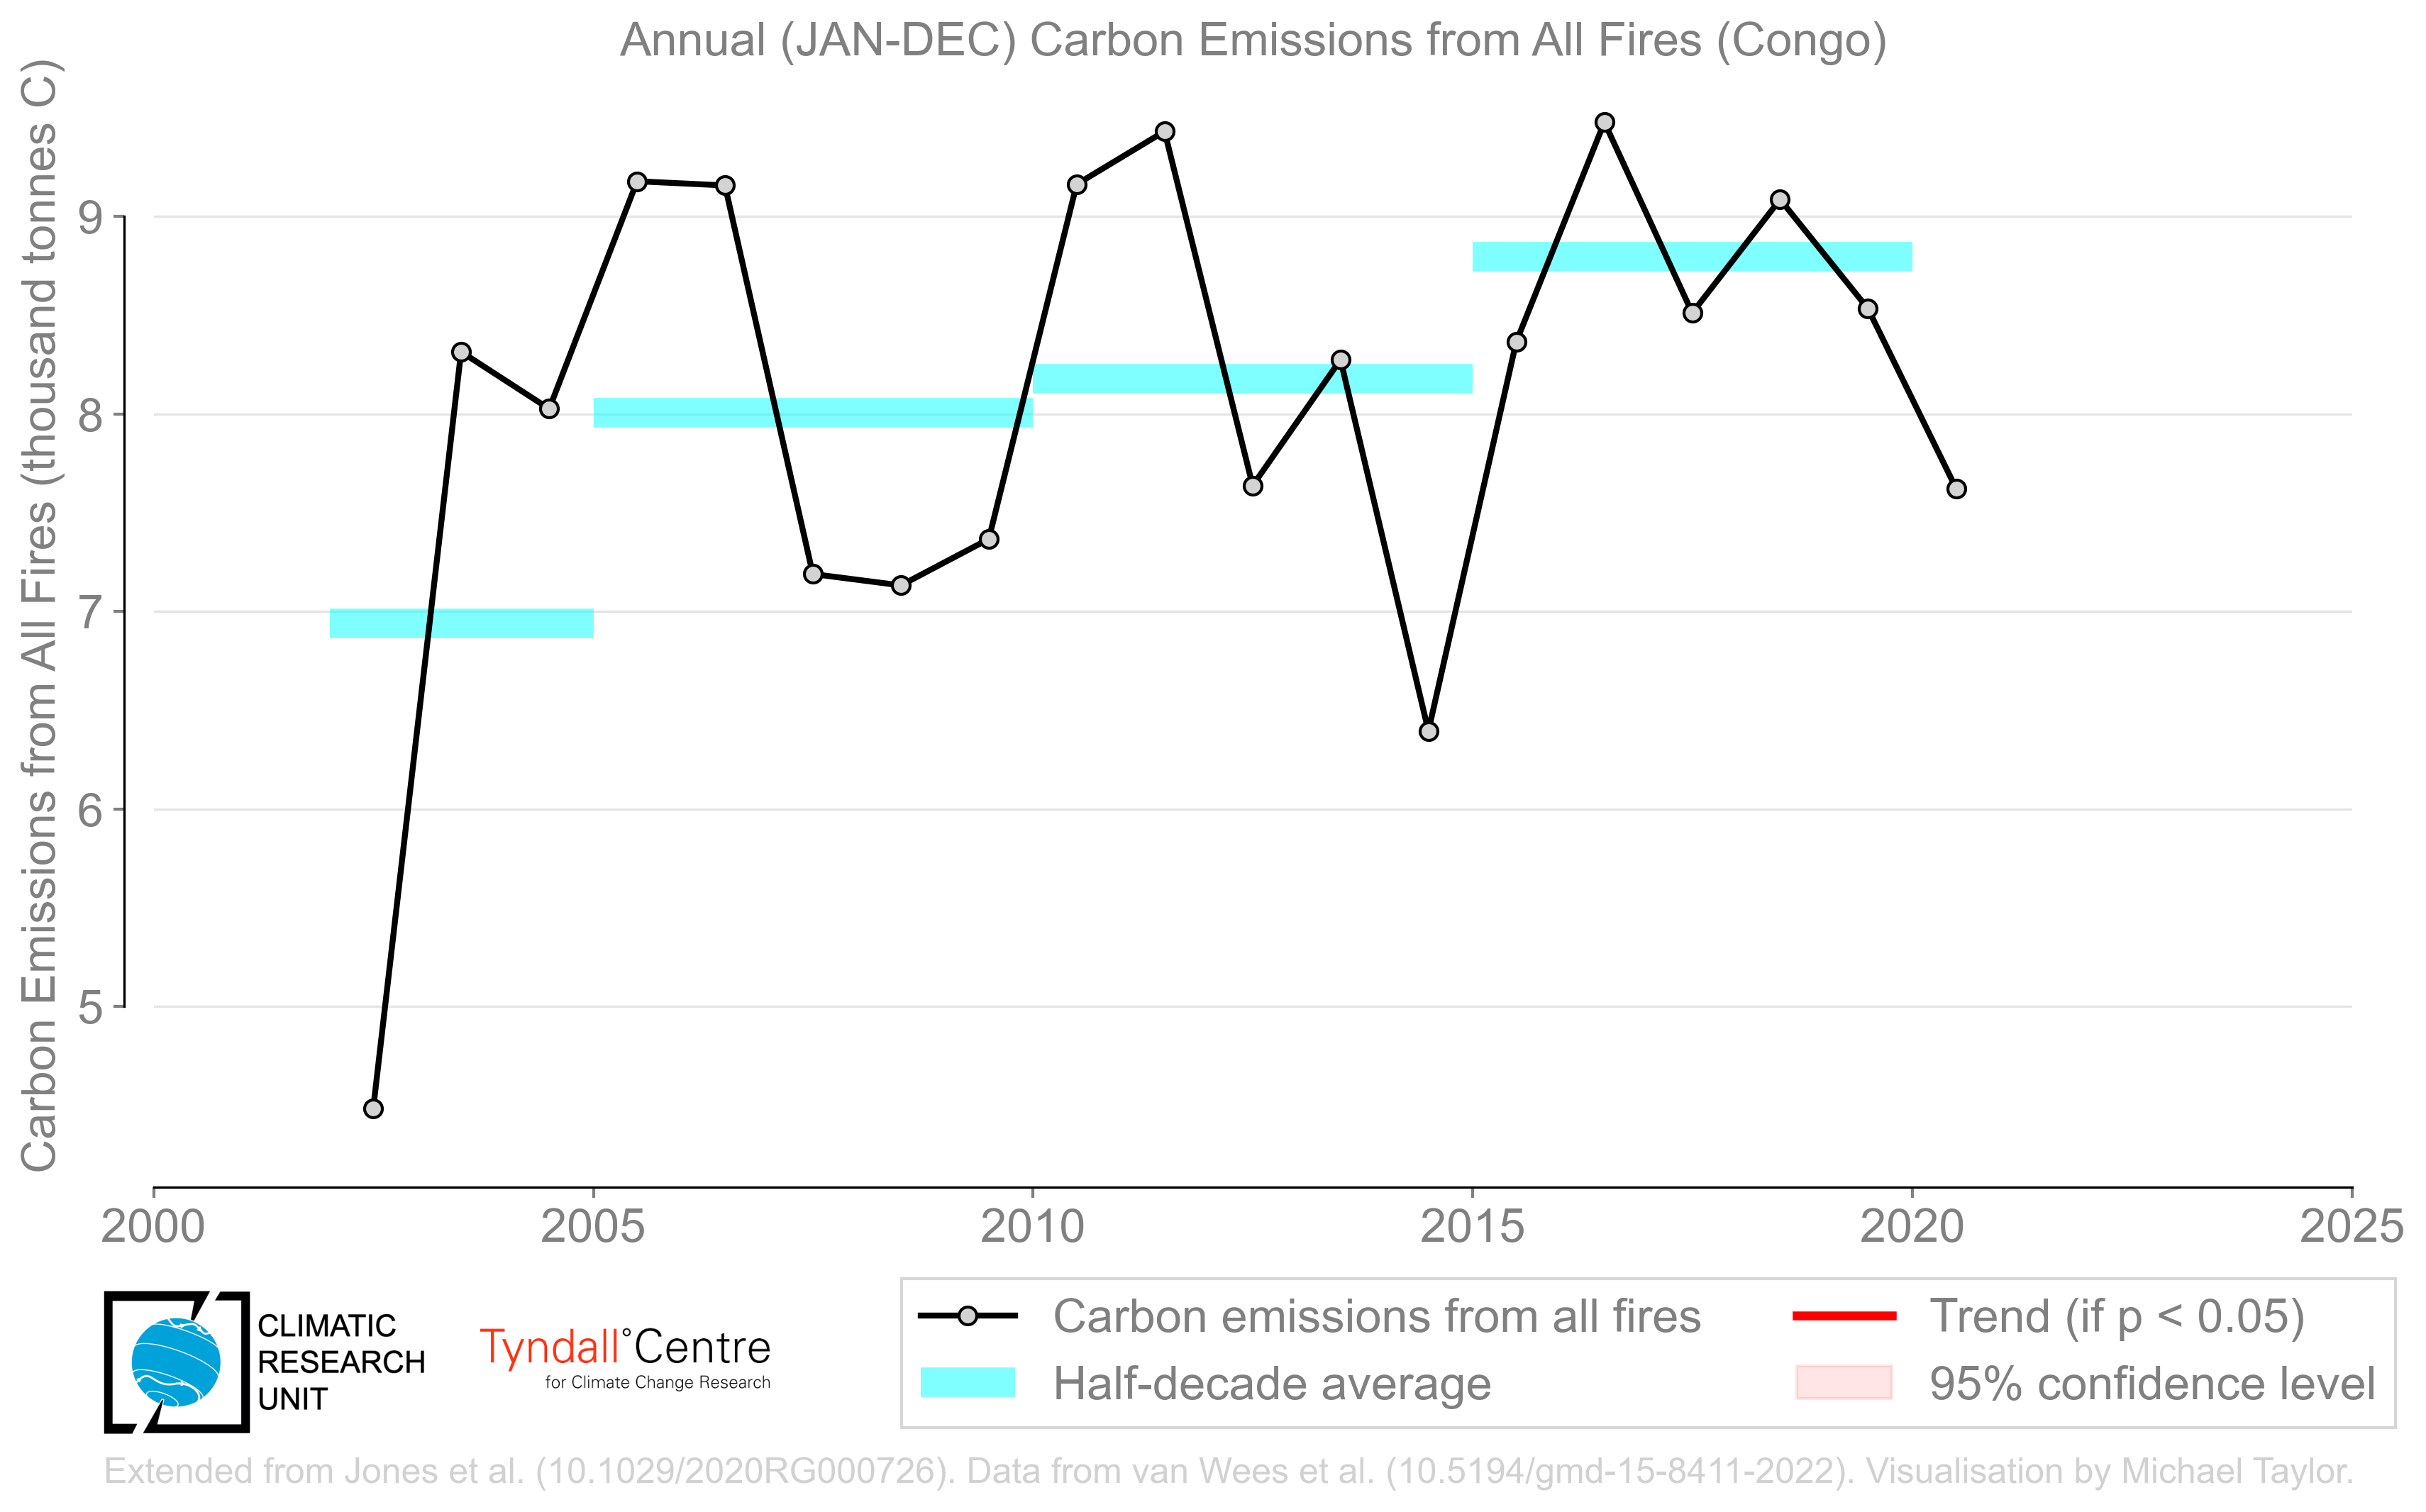 Annual (JAN-DEC) Carbon Emissions from All Fires (Congo)
Carbon Emissions from All Fires (thousand tonnes C)
9
8
7
6
5
2000 2005 2010 2015 2020 2025
CLIMATIC
RESEARCH
UNIT
Tyndall°Centre
for Climate Change Research
Carbon emissions from all fires
Half-decade average
Trend (if p < 0.05)
95% confidence level
Extended from Jones et al. (10.1029/2020RG000726). Data from van Wees et al. (10.5194/gmd-15-8411-2022). Visualisation by Michael Taylor.